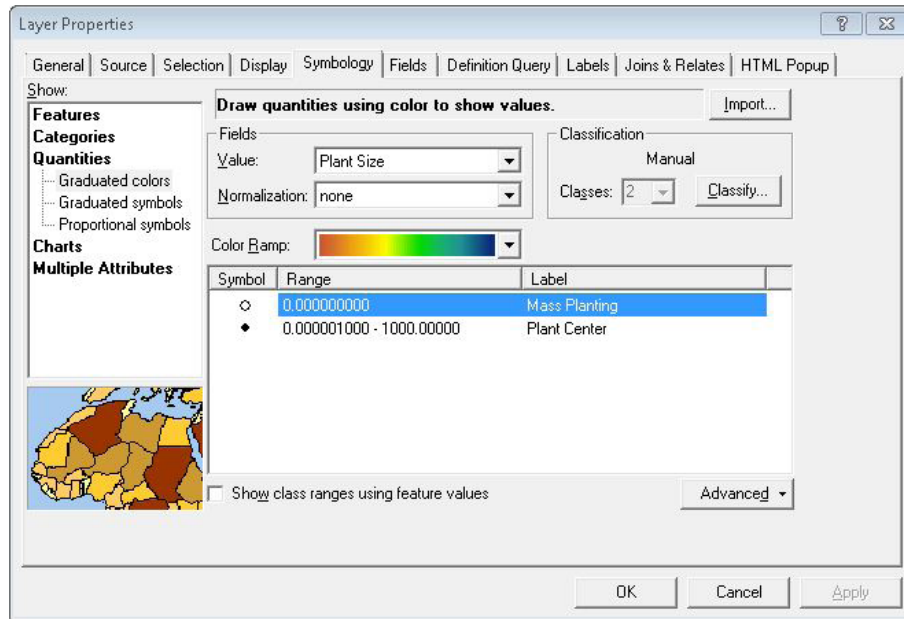 Layer Properties
General Source Selection Display Symbology Fields Definition Query Labels Joins & Relates HTML Popup
Show:
Features
Categories
Quantities
Graduated colors
Graduated symbols
Proportional symbols
Charts
Multiple Attributes
Draw quantities using color to show values.
Import...
Fields
Value: Plant Size
Normalization: none
Classification
Manual
Classes: 2 Classify...
Color Ramp:
Symbol Range Label
0.000000000 Mass Planting
0.000001000 - 1000.00000 Plant Center
Show class ranges using feature values
Advanced
OK Cancel Apply